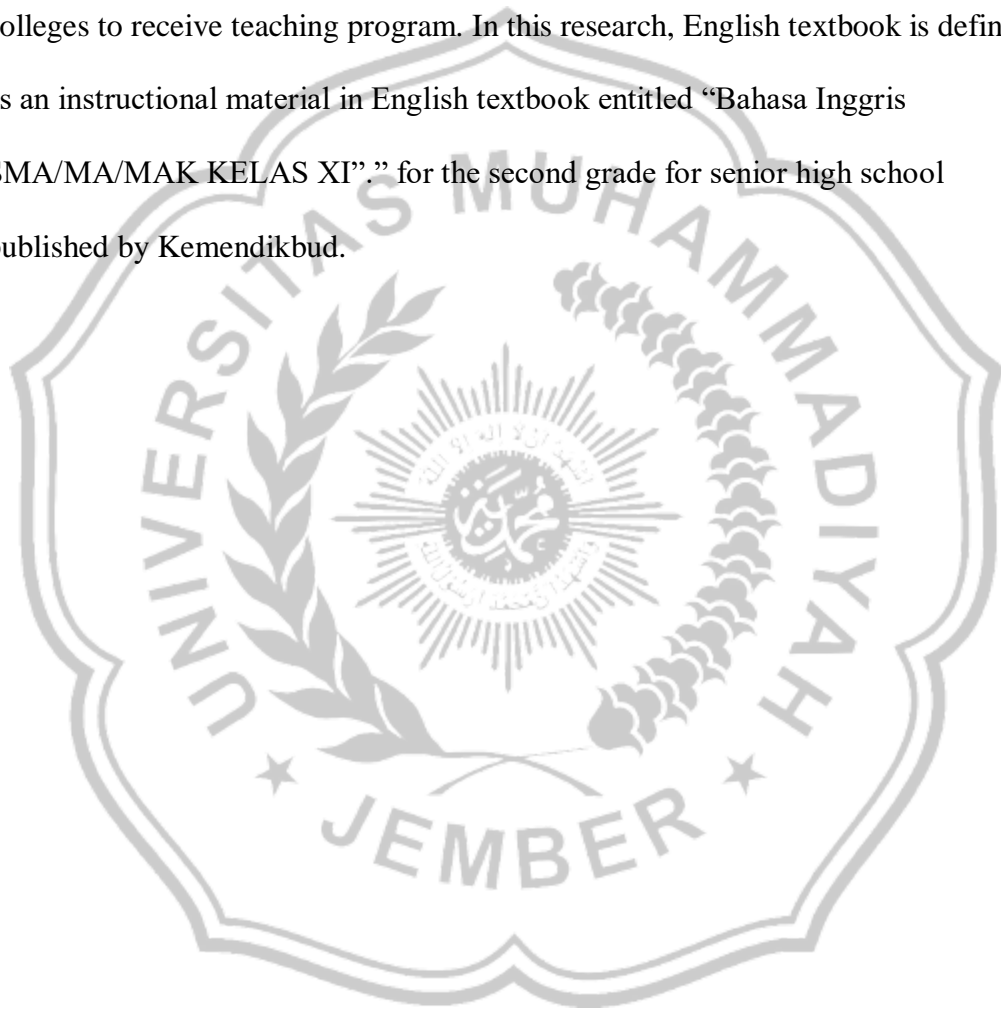 olleges to receive teaching program. In this research, English textbook is defin
s an instructional material in English textbook entitled “Bahasa Inggris
SMA/MA/MAK KELAS XI”.” for the second grade for senior high school
published by Kemendikbud.
UNIVERSITAS MUHAMMADIYAH
JEMBER